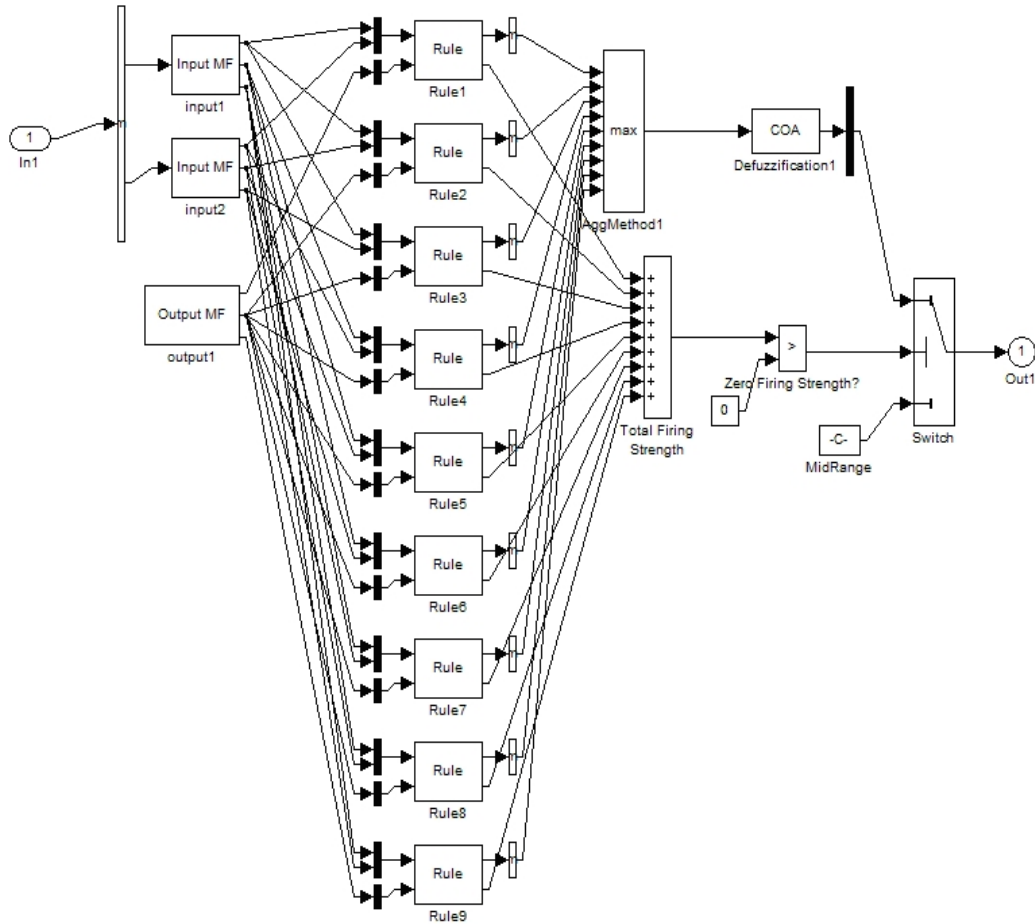 1
In1
m
Input MF
input1
Input MF
input2
Output MF
output1
Rule
Rule1
m
Rule
Rule2
m
Rule
Rule3
m
Rule
Rule4
m
Rule
Rule5
m
Rule
Rule6
m
Rule
Rule7
m
Rule
Rule8
m
Rule
Rule9
m
max
AggMethod1
+
+
+
+
+
+
+
+
+
Total Firing
Strength
COA
Defuzzification1
>
Zero Firing Strength?
0
-C-
MidRange
Switch
1
Out1